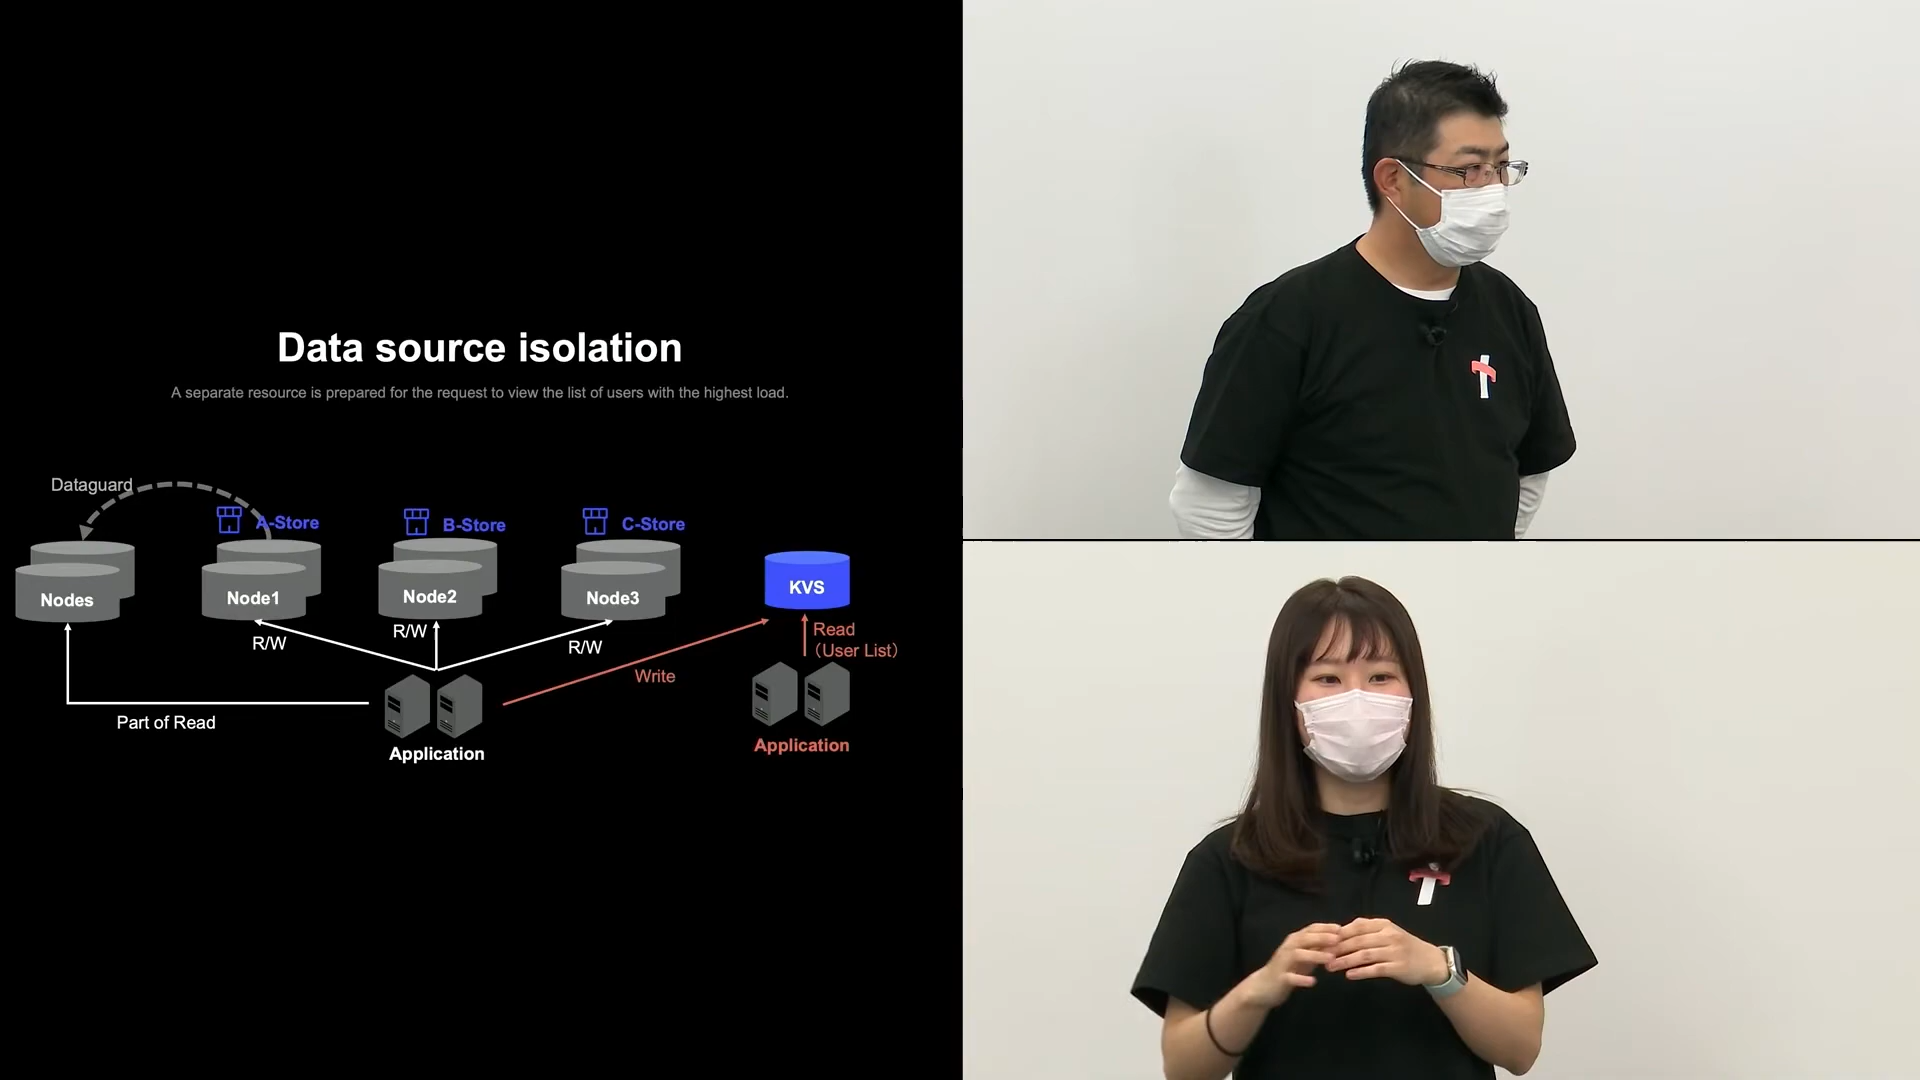 Data source isolation
A separate resource is prepared for the request to view the list of users with the highest load.
Dataguard
A-Store
B-Store
C-Store
Nodes
Node1
Node2
Node3
KVS
R/W
R/W
R/W
Read
（User List）
Write
Part of Read
Application
Application